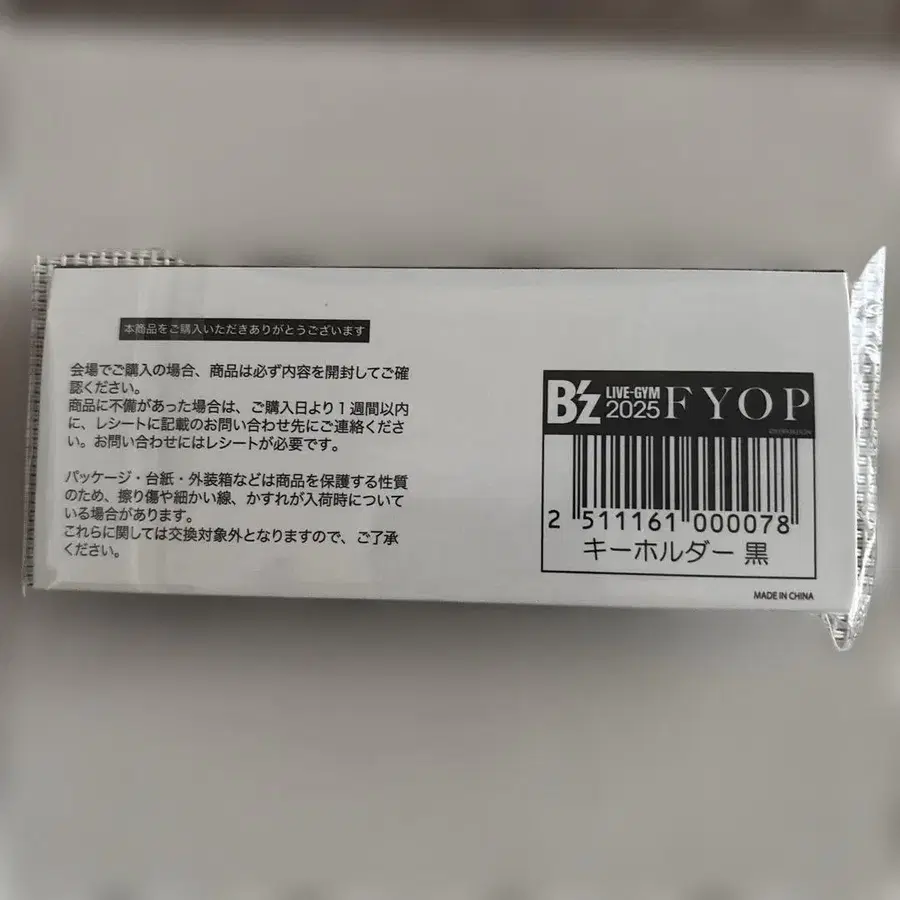 本商品をご購入いただきありがとうございます
会場でご購入の場合、商品は必ず内容を開封してご確
認ください。
商品に不備があった場合は、ご購入日より1週間以内
に、レシートに記載のお問い合わせ先にご連絡くださ
い。お問い合わせにはレシートが必要です。
パッケージ・台紙・外装箱などは商品を保護する性質
のため、擦り傷や細かい線、かすれが入荷時について
いる場合があります。
これらに関しては交換対象外となりますので、ご了承
ください。
B'z LIVE-GYM 2025 FYOP
2 511161 000078
キーホルダー 黒
MADE IN CHINA